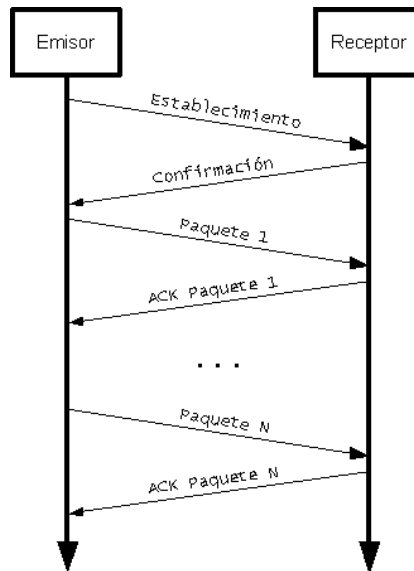 Emisor
Receptor
Establecimiento
Confirmación
Paquete 1
ACK Paquete 1
...
Paquete N
ACK Paquete N